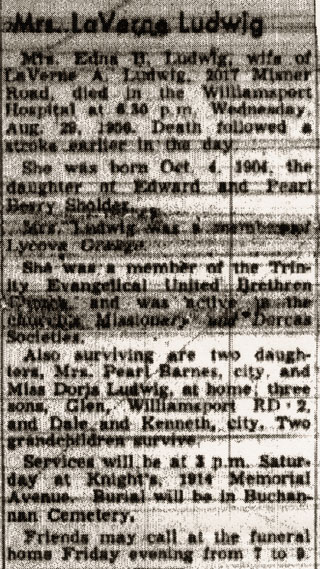 Mrs. LaVerne Ludwig
Mrs. Edna B. Ludwig, wife of
LaVerne A. Ludwig, 2017 Misner
Road, died in the Williamsport
Hospital at 6.30 p.m. Wednesday,
Aug. 29, 1956. Death followed a
stroke earlier in the day.
She was born Oct. 4, 1904, the
daughter of Edward and Pearl
Berry Sholder.
Mrs. Ludwig was a member of
Lycova Grange.
She was a member of the Trin-
ity Evangelical United Brethren
Church, and was active in the
church's Missionary and Dorcas
Societies.
Also surviving are two daugh-
ters, Mrs. Pearl Barnes, city, and
Miss Doris Ludwig, at home; three
sons, Glen, Williamsport RD 2,
and Dale and Kenneth, city. Two
grandchildren survive.
Services will be at 3 p.m. Satur-
day at Knight's, 1914 Memorial
Avenue. Burial will be in Buchan-
nan Cemetery.
Friends may call at the funeral
home Friday evening from 7 to 9.